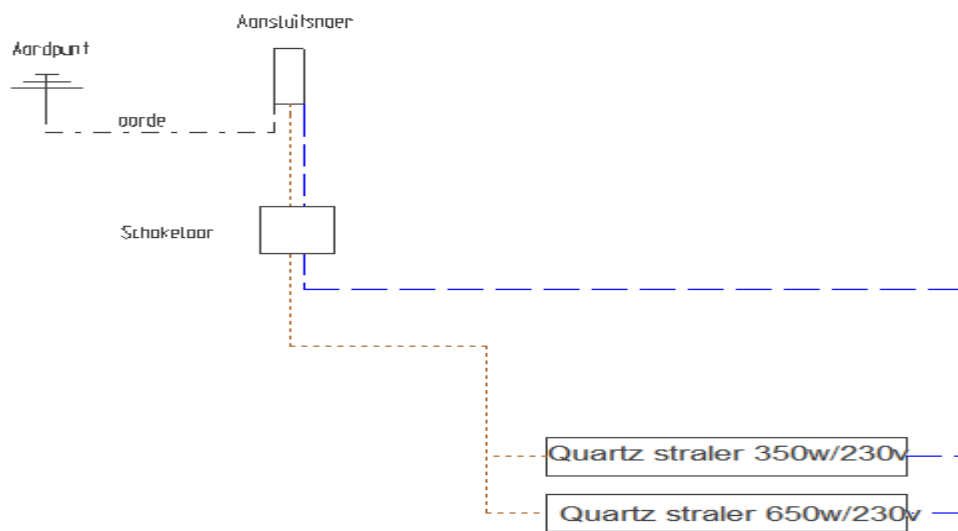 Aansluitsnoer
Aardpunt
aarde
Schakelaar
Quartz straler 350w/230v
Quartz straler 650w/230v